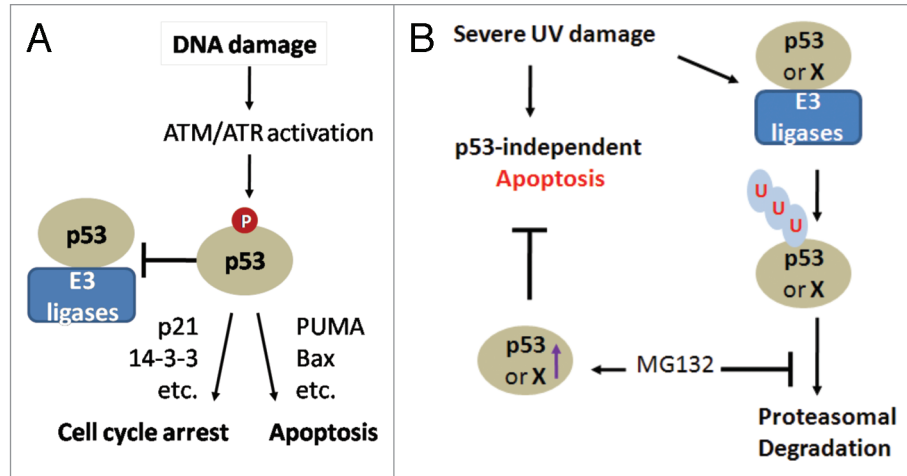 A
DNA damage
ATM/ATR activation
P
p53
p53
E3
ligases
p21
14-3-3
etc.
PUMA
Bax
etc.
Cell cycle arrest
Apoptosis
B
Severe UV damage
p53-independent
Apoptosis
p53
or X
E3
ligases
U
U
U
p53
or X
p53
or X
MG132
Proteasomal
Degradation